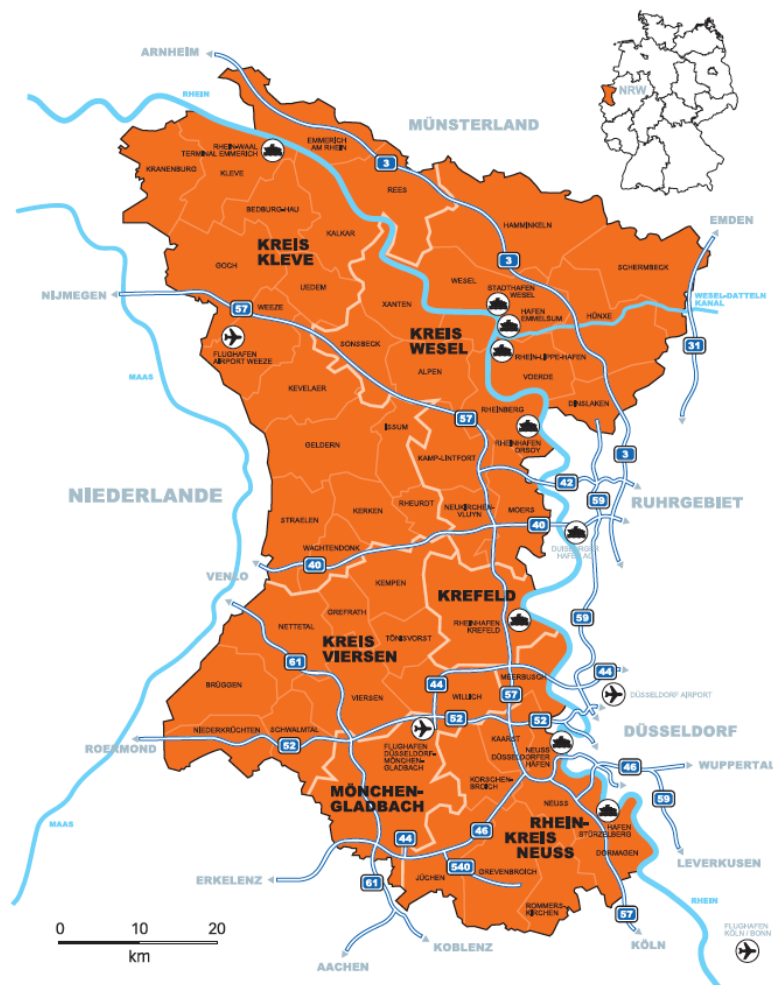 ARNHEIM
RHEIN
NRW
MÜNSTERLAND
EMMERICH
AM RHEIN
RHEIN-WAAL
TERMINAL EMMERICH
KRANENBURG
KLEVE
3
REES
BEDBURG-HAU
HAMMINKELN
EMDEN
KALKAR
KREIS
KLEVE
GOCH
3
SCHERMBECK
UEDEM
WESEL
STADTHAFEN
WESEL
NIJMEGEN
57
WEEZE
XANTEN
HAFEN
EMMELSUM
HÜNXE
WESEL-DATTELN
KANAL
FLUGHAFEN
AIRPORT WEEZE
SONSBECK
KREIS
WESEL
31
RHEIN-LIPPE-HAFEN
MAAS
ALPEN
VOERDE
KEVELAER
RHEINBERG
DINSLAKEN
57
ISSUM
RHEINHAFEN
ORSOY
GELDERN
KAMP-LINTFORT
3
42
59
NIEDERLANDE
RHEURDT
NEUKIRCHEN-
VLUYN
MOERS
RUHRGEBIET
STRAELEN
KERKEN
40
WACHTENDONK
DUISBURGER
HAFEN AG
40
VENLO
KEMPEN
KREFELD
GREFRATH
59
NETTETAL
TÖNISVORST
RHEINHAFEN
KREFELD
KREIS
VIERSEN
61
44
MEERBUSCH
BRÜGGEN
44
VIERSEN
WILLICH
57
DÜSSELDORF AIRPORT
52
52
NIEDERKRÜCHTEN
SCHWALMTAL
KAARST
DÜSSELDORF
ROERMOND
52
FLUGHAFEN
DÜSSELDORF-
MÖNCHEN-
GLADBACH
NEUSS
DÜSSELDORFER
HÄFEN
46
WUPPERTAL
KORSCHEN-
BROICH
MÖNCHEN-
GLADBACH
NEUSS
59
MAAS
RHEIN-
KREIS
NEUSS
HAFEN
STÜRZELBERG
46
44
DORMAGEN
540
LEVERKUSEN
ERKELENZ
61
JÜCHEN
GREVENBROICH
RHEIN
ROMMERS-
KIRCHEN
57
0 10 20
km
KOBLENZ
KÖLN
FLUGHAFEN
KÖLN / BONN
AACHEN